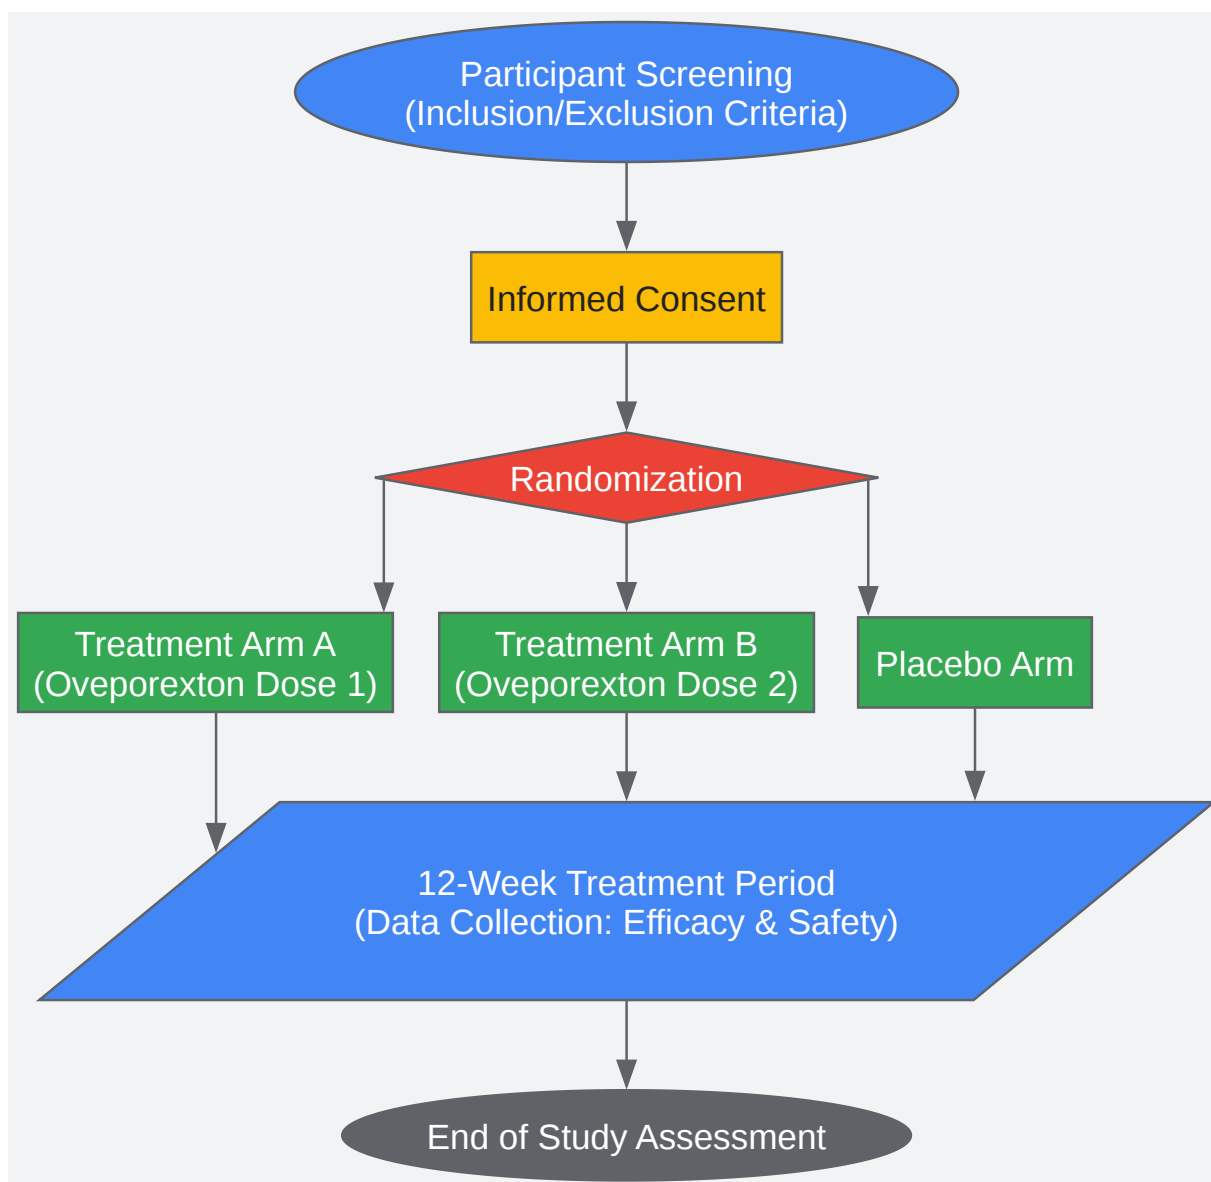 Participant Screening
(Inclusion/Exclusion Criteria)
Informed Consent
Randomization
Treatment Arm A
(Oveporexton Dose 1)
Treatment Arm B
(Oveporexton Dose 2)
Placebo Arm
12-Week Treatment Period
(Data Collection: Efficacy & Safety)
End of Study Assessment